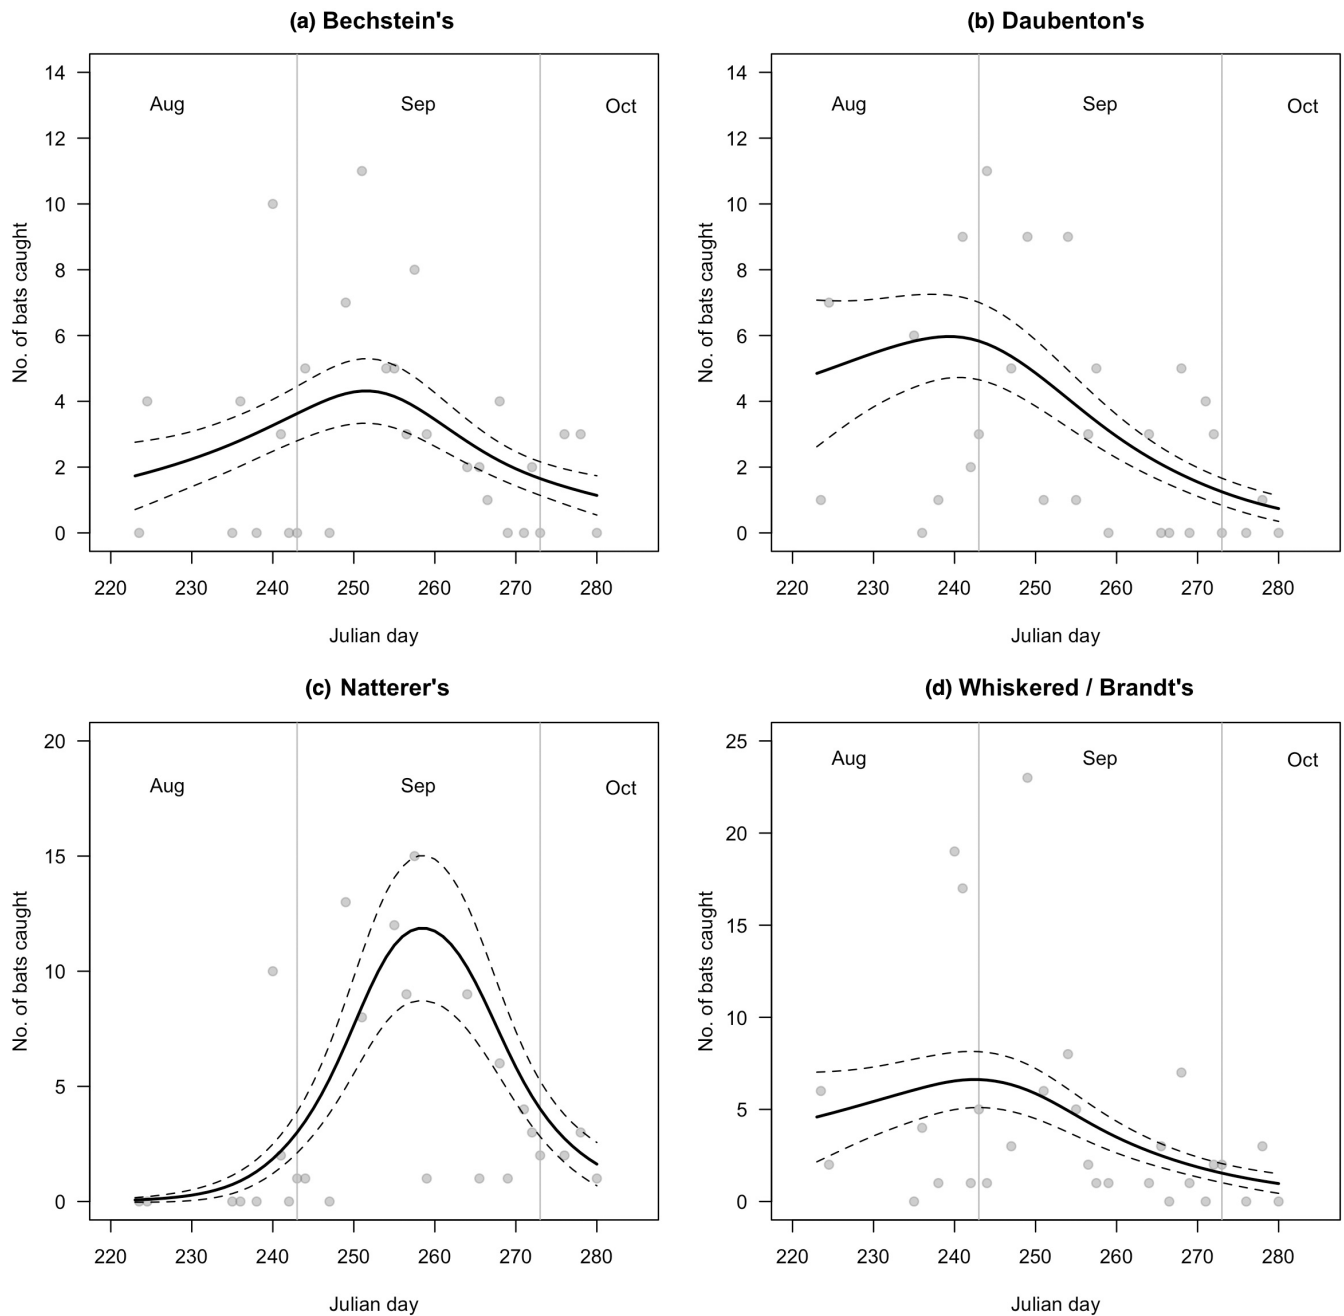 (a) Bechstein's
No. of bats caught
14
12
10
8
6
4
2
0
Aug
Sep
Oct
220 230 240 250 260 270 280
Julian day
(b) Daubenton's
No. of bats caught
14
12
10
8
6
4
2
0
Aug
Sep
Oct
220 230 240 250 260 270 280
Julian day
(c) Natterer's
No. of bats caught
20
15
10
5
0
Aug
Sep
Oct
220 230 240 250 260 270 280
Julian day
(d) Whiskered / Brandt's
No. of bats caught
25
20
15
10
5
0
Aug
Sep
Oct
220 230 240 250 260 270 280
Julian day